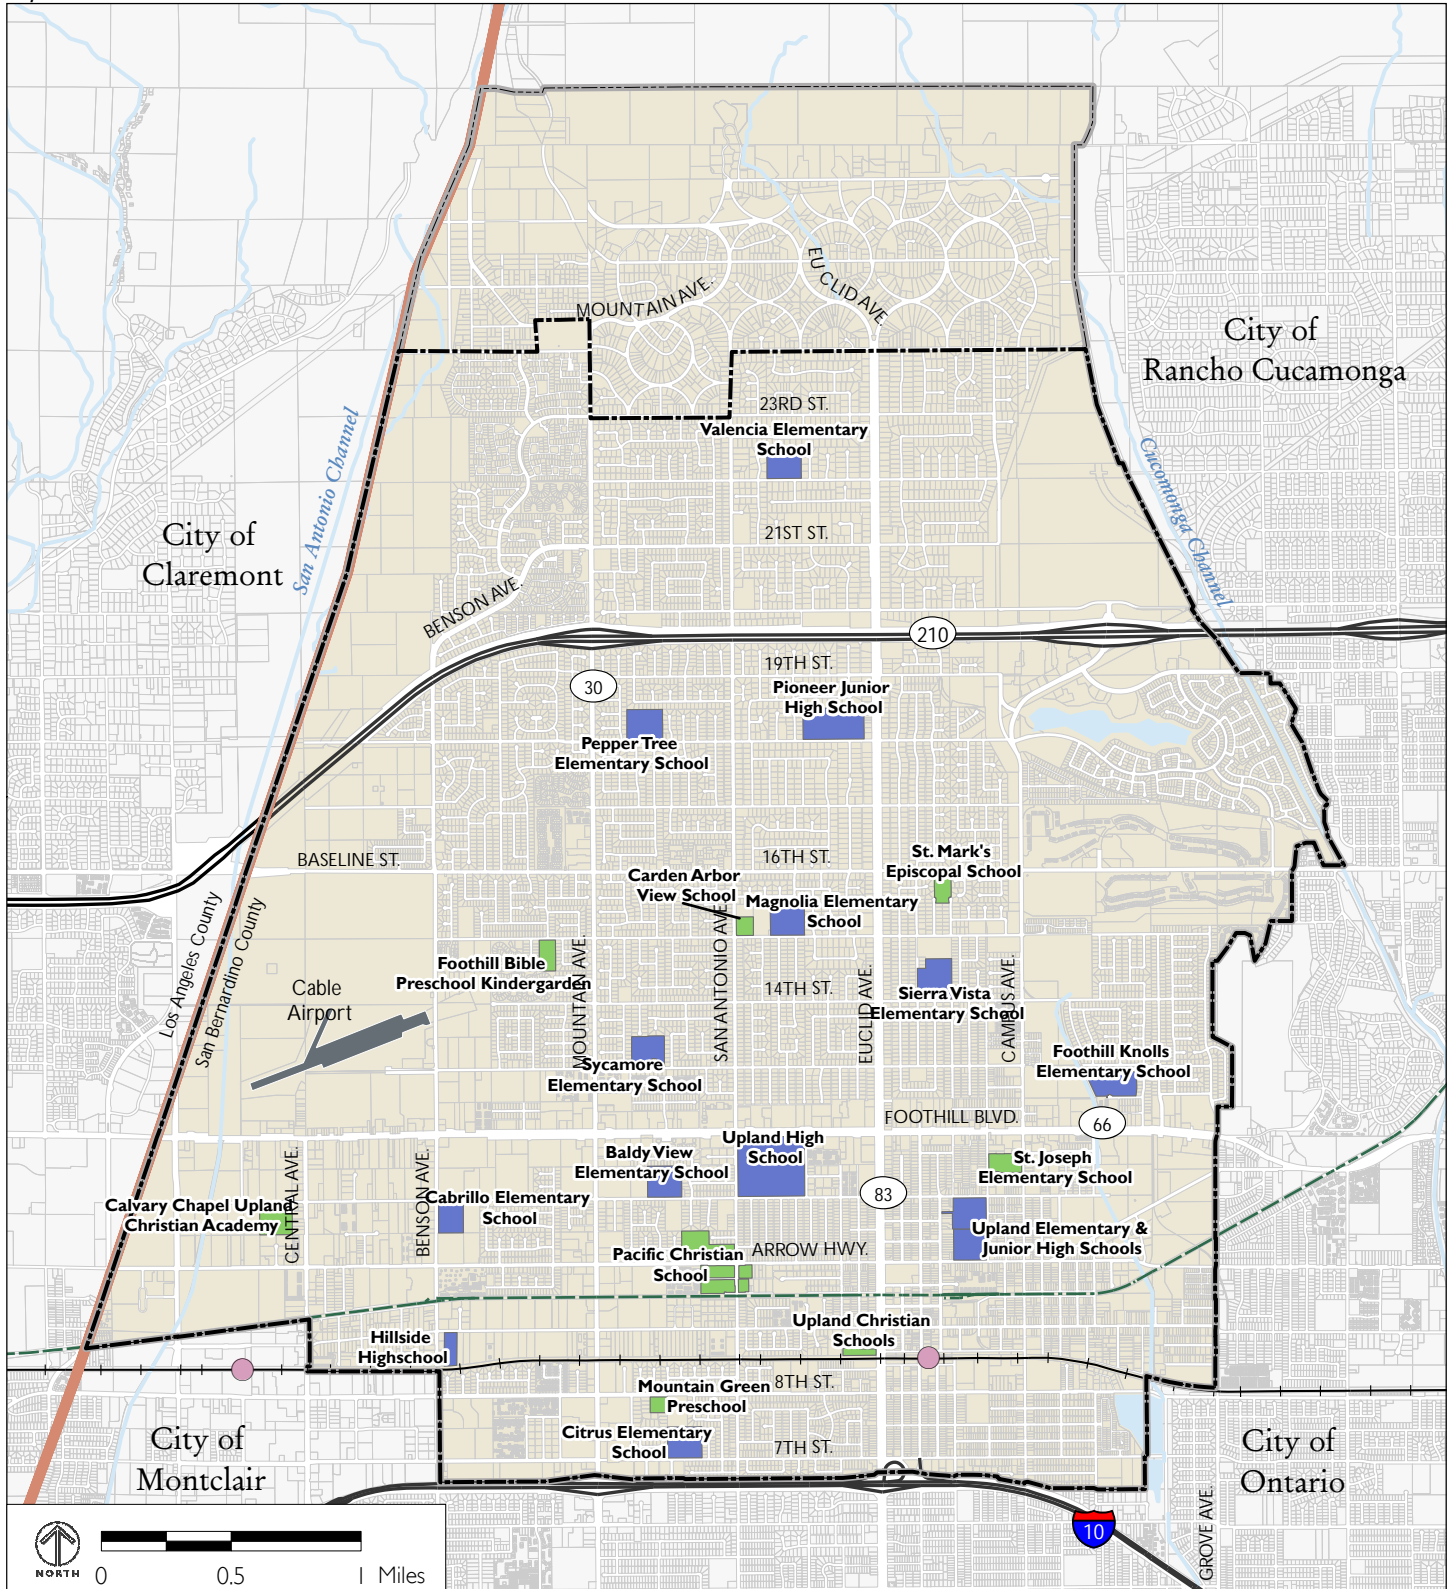 MOUNTAIN AVE.
EUCLID AVE.
City of
Rancho Cucamonga
23RD ST.
Valencia Elementary
School
San Antonio Channel
Cucomonga Channel
City of
Claremont
21ST ST.
BENSON AVE.
210
19TH ST.
30
Pioneer Junior
High School
Pepper Tree
Elementary School
BASELINE ST.
16TH ST.
St. Mark's
Episcopal School
Carden Arbor
View School
Magnolia Elementary
School
Los Angeles County
San Bernardino County
Foothill Bible
Preschool Kindergarden
MOUNTAIN AVE.
SAN ANTONIO AVE.
14TH ST.
EUCLID AVE.
Sierra Vista
Elementary School
CAMPUS AVE.
Cable
Airport
Sycamore
Elementary School
Foothill Knolls
Elementary School
FOOTHILL BLVD.
66
Upland High
School
Baldy View
Elementary School
St. Joseph
Elementary School
83
Calvary Chapel Upland
Christian Academy
CENTRAL AVE.
BENSON AVE.
Cabrillo Elementary
School
Upland Elementary &
Junior High Schools
Pacific Christian
School
ARROW HWY.
Upland Christian
Schools
Hillside
Highschool
8TH ST.
Mountain Green
Preschool
Citrus Elementary
School
7TH ST.
City of
Montclair
City of
Ontario
GROVE AVE.
10
NORTH
0 0.5 1 Miles